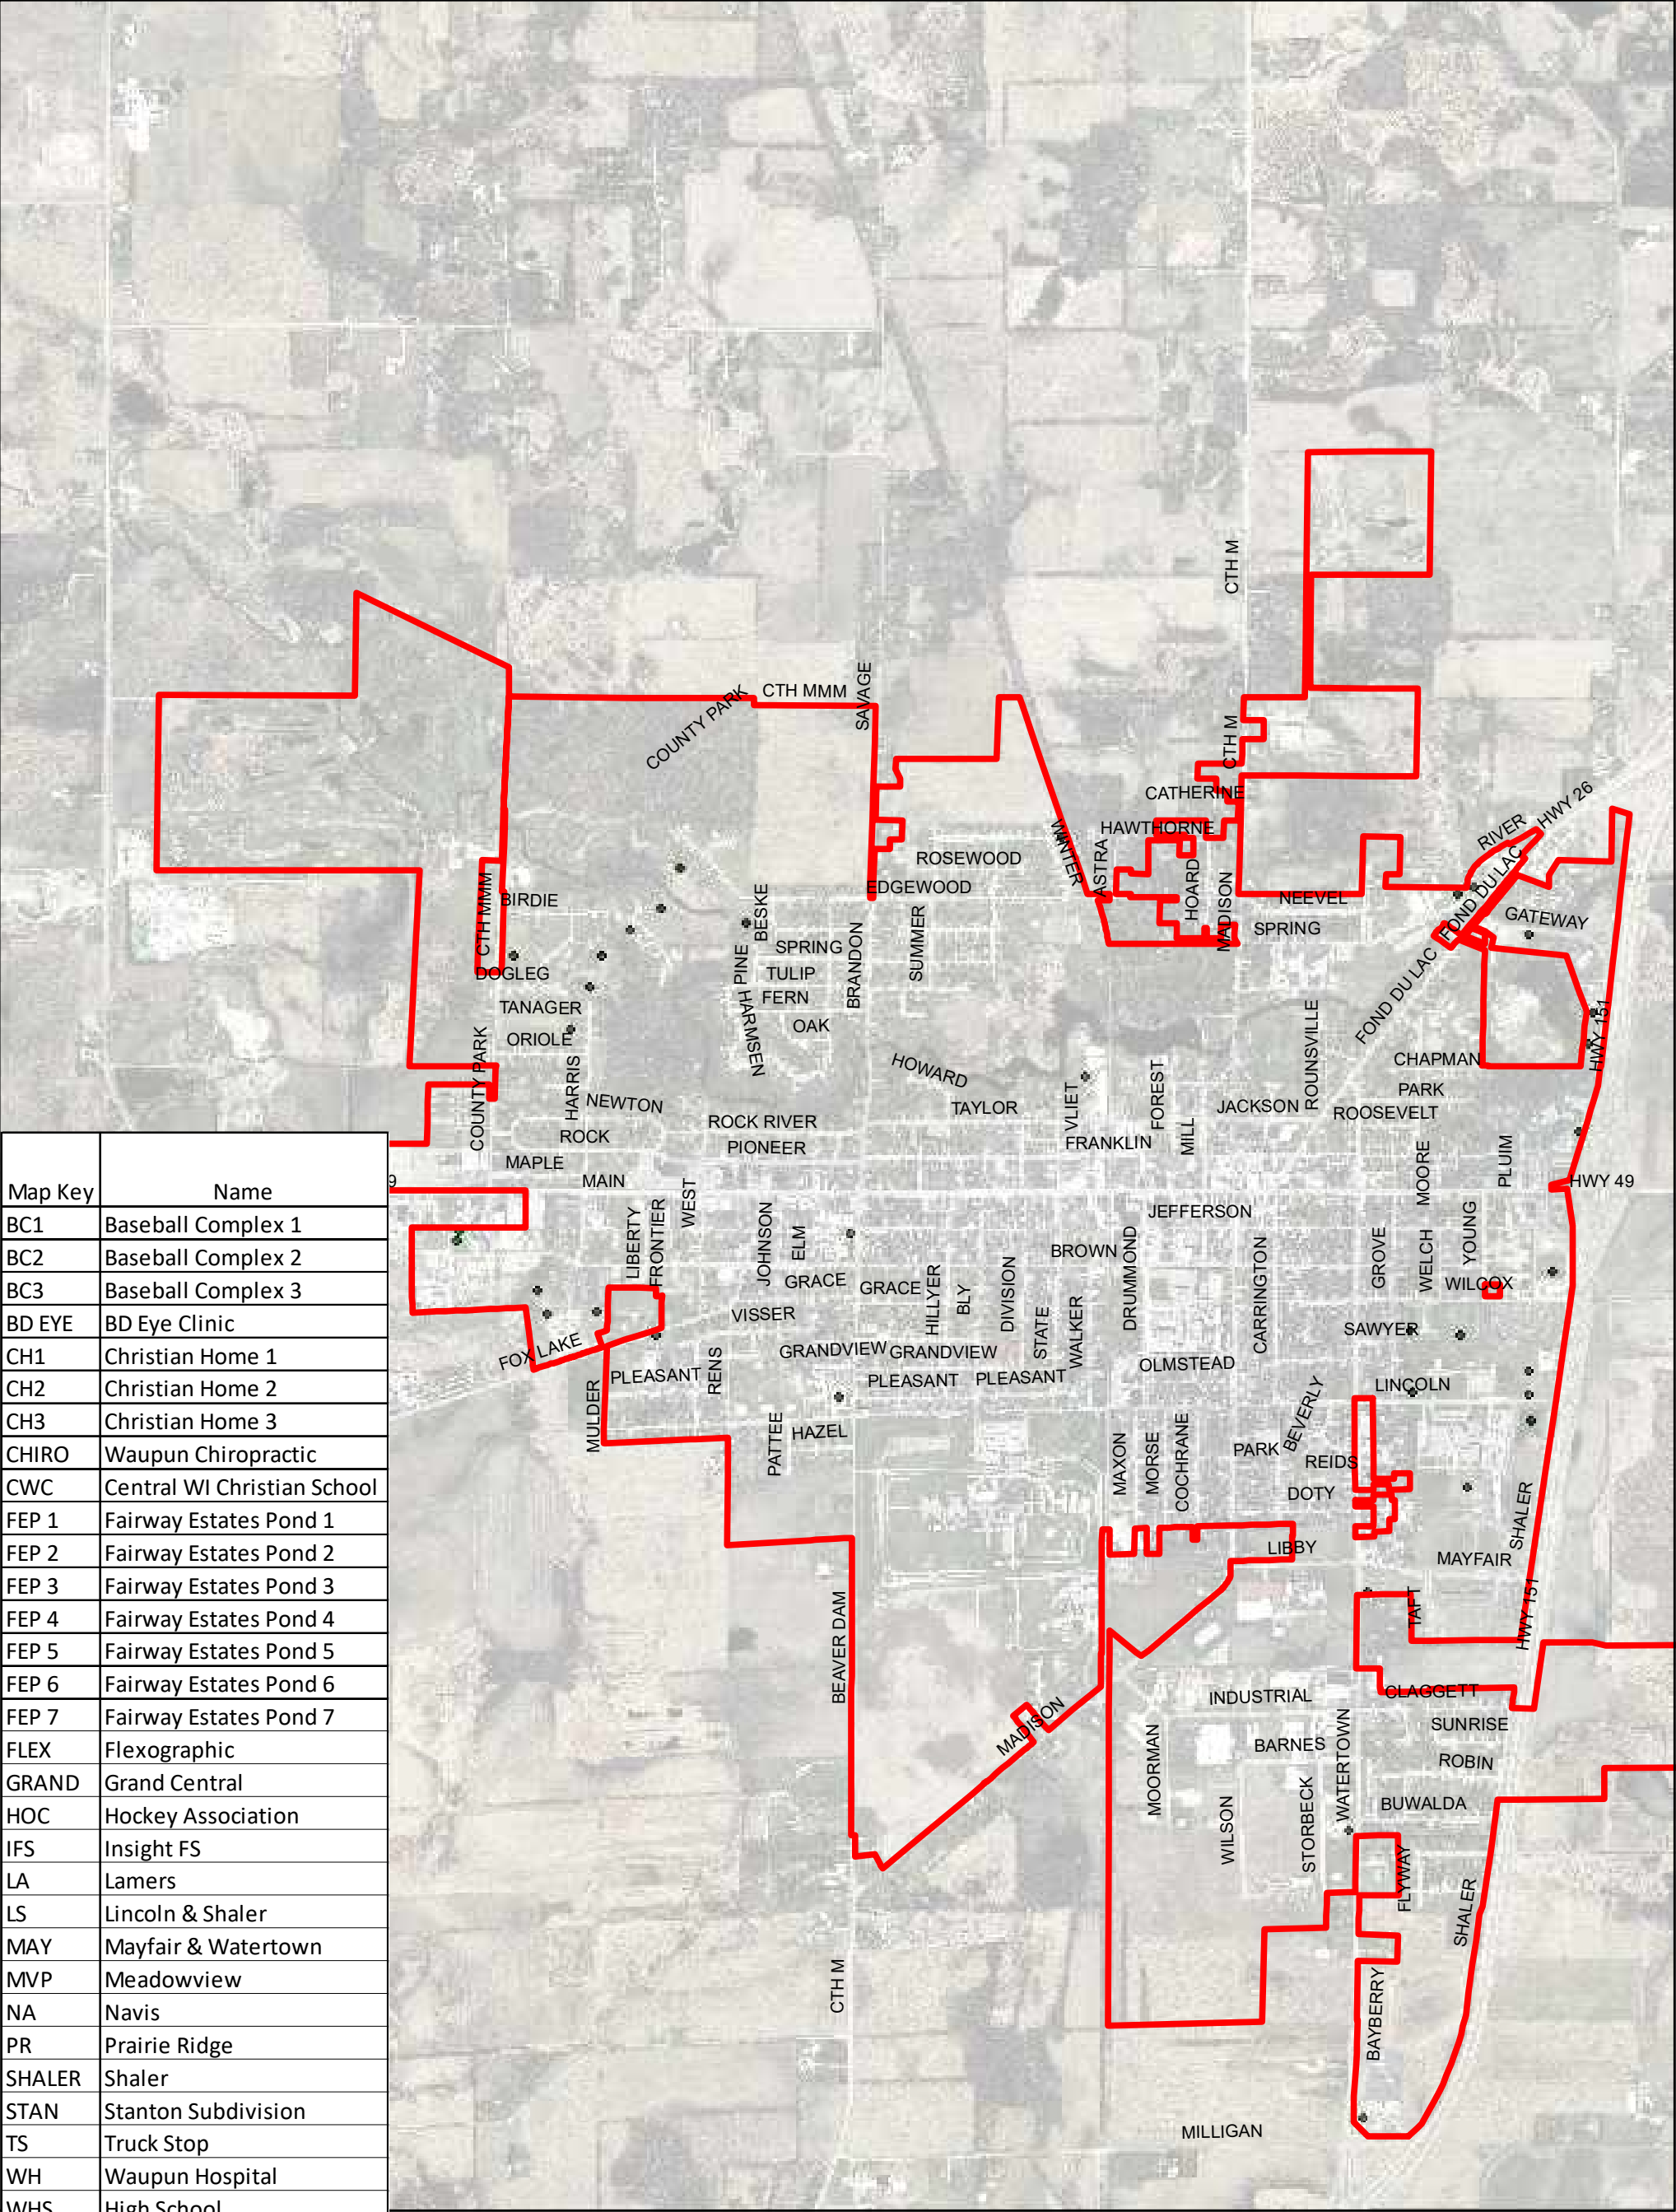 CTH M
SAVAGE
CTH MMM
COUNTY PARK
CTH M
CATHERINE
HWY 26
RIVER
HAWTHORNE
WINTER
ASTRA
ROSEWOOD
EDGEWOOD
HOARD
MADISON
NEEVEL
SPRING
FOND DU LAC
GATEWAY
CTH MMM
BIRDIE
BESKE
SPRING
SUMMER
BRANDON
PINE
DOGLEG
TULIP
FERN
TANAGER
OAK
ORIOLE
HARMSEN
FOND DU LAC
HWY 151
CHAPMAN
HOWARD
COUNTY PARK
HARRIS
NEWTON
TAYLOR
VLIET
FOREST
MILL
JACKSON
ROUNSVILLE
PARK
ROOSEVELT
ROCK RIVER
ROCK
PIONEER
FRANKLIN
MAPLE
MAIN
MOORE
PLUIM
HWY 49
9
WEST
LIBERTY
FRONTIER
JOHNSON
ELM
JEFFERSON
BROWN
DRUMMOND
CARRINGTON
GROVE
WELCH
YOUNG
GRACE
GRACE
HILLYER
BLY
DIVISION
STATE
WALKER
WILCOX
VISSER
SAWYER
FOX LAKE
GRANDVIEW
GRANDVIEW
PLEASANT
RENS
PLEASANT
PLEASANT
OLMSTEAD
LINCOLN
MULDER
PATTEE
HAZEL
MAXON
MORSE
COCHRANE
PARK
BEVERLY
REIDS
DOTY
SHALER
LIBBY
MAYFAIR
BEAVER DAM
TAFT
HWY 151
MADISON
INDUSTRIAL
CLAGGETT
SUNRISE
MOORMAN
BARNES
WATERTOWN
ROBIN
WILSON
STORBECK
BUWALDA
FLYWAY
SHALER
CTH M
BAYBERRY
MILLIGAN
Map Key Name
BC1 Baseball Complex 1
BC2 Baseball Complex 2
BC3 Baseball Complex 3
BD EYE BD Eye Clinic
CH1 Christian Home 1
CH2 Christian Home 2
CH3 Christian Home 3
CHIRO Waupun Chiropractic
CWC Central WI Christian School
FEP 1 Fairway Estates Pond 1
FEP 2 Fairway Estates Pond 2
FEP 3 Fairway Estates Pond 3
FEP 4 Fairway Estates Pond 4
FEP 5 Fairway Estates Pond 5
FEP 6 Fairway Estates Pond 6
FEP 7 Fairway Estates Pond 7
FLEX Flexographic
GRAND Grand Central
HOC Hockey Association
IFS Insight FS
LA Lamers
LS Lincoln & Shaler
MAY Mayfair & Watertown
MVP Meadowview
NA Navis
PR Prairie Ridge
SHALER Shaler
STAN Stanton Subdivision
TS Truck Stop
WH Waupun Hospital
WHS High School